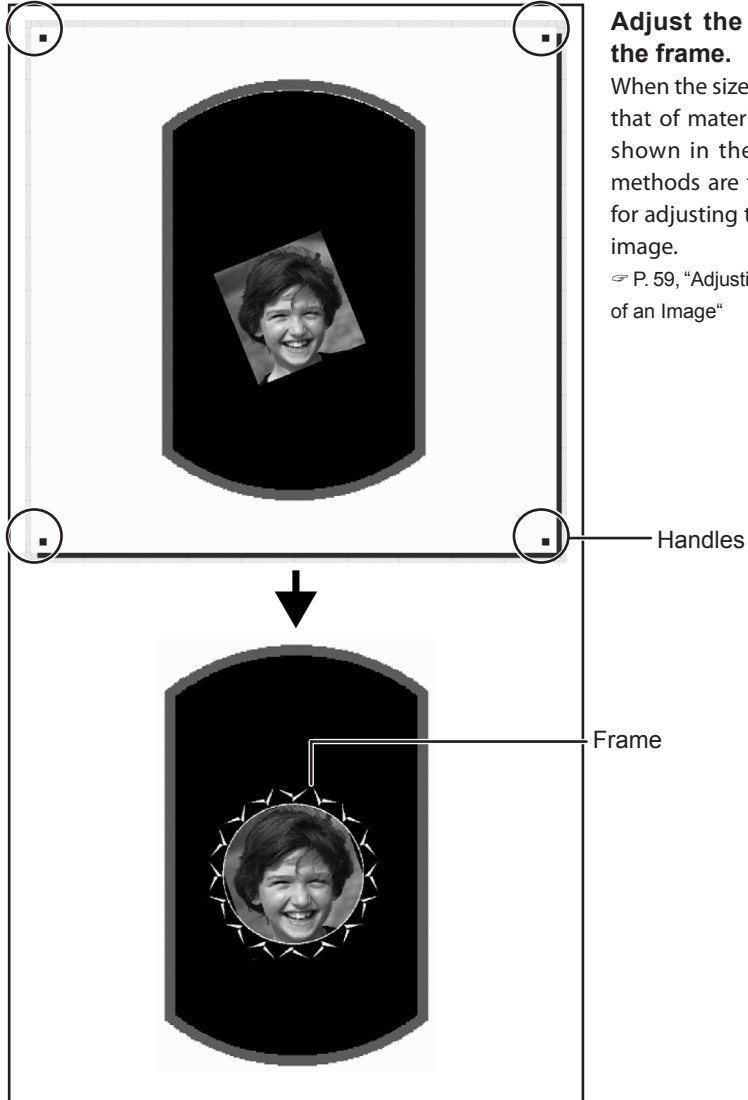 Adjust the
the frame.
When the size
that of mater
shown in the
methods are
for adjusting
image.
☞ P. 59, “Adjusti
of an Image“
Handles
Frame